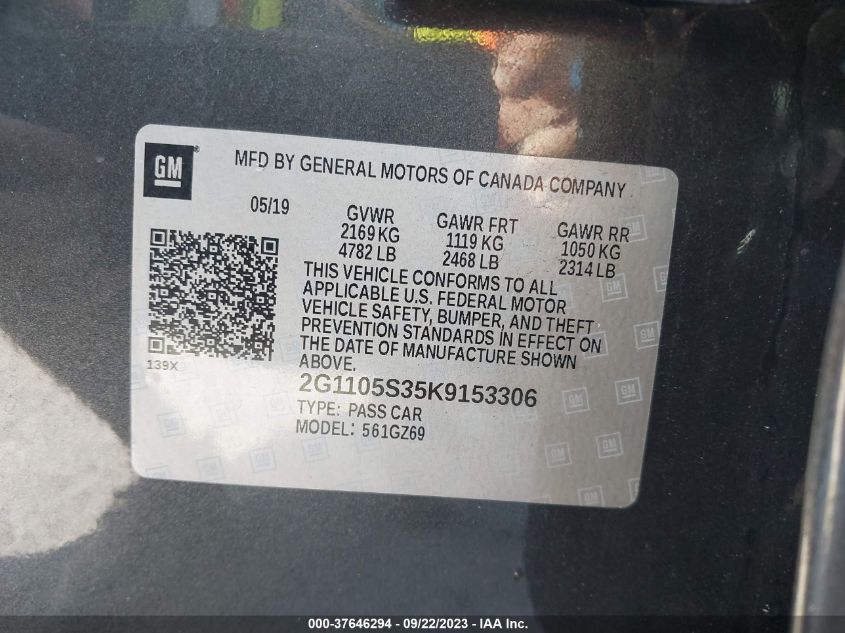 GM
MFD BY GENERAL MOTORS OF CANADA COMPANY
05/19
GVWR
2169 KG
4782 LB
GAWR FRT
1119 KG
2468 LB
GAWR RR
1050 KG
2314 LB
THIS VEHICLE CONFORMS TO ALL
APPLICABLE U.S. FEDERAL MOTOR
VEHICLE SAFETY, BUMPER, AND THEFT
PREVENTION STANDARDS IN EFFECT ON
THE DATE OF MANUFACTURE SHOWN
ABOVE.
139X
2G1105S35K9153306
TYPE: PASS CAR
MODEL: 561GZ69
000-37646294 - 09/22/2023 - IAA Inc.